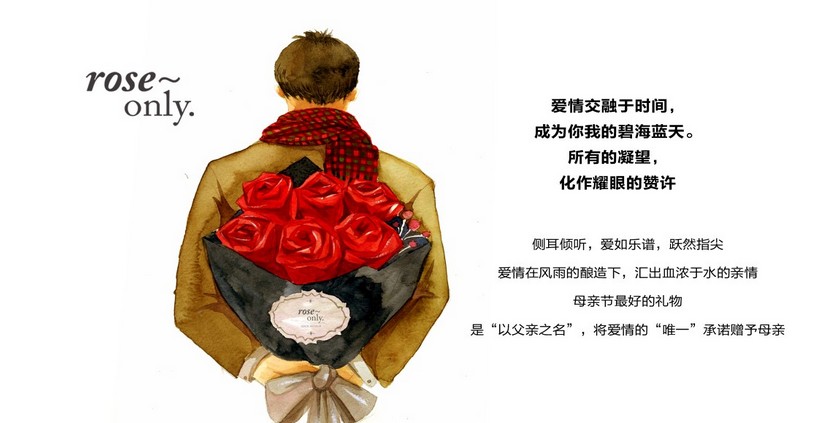 rose~
only.
爱情交融于时间，
成为你我的碧海蓝天。
所有的凝望，
化作耀眼的赞许
侧耳倾听，爱如乐谱，跃然指尖
爱情在风雨的酿造下，汇出血浓于水的亲情
母亲节最好的礼物
是“以父亲之名”，将爱情的“唯一”承诺赠予母亲
rose~
only.